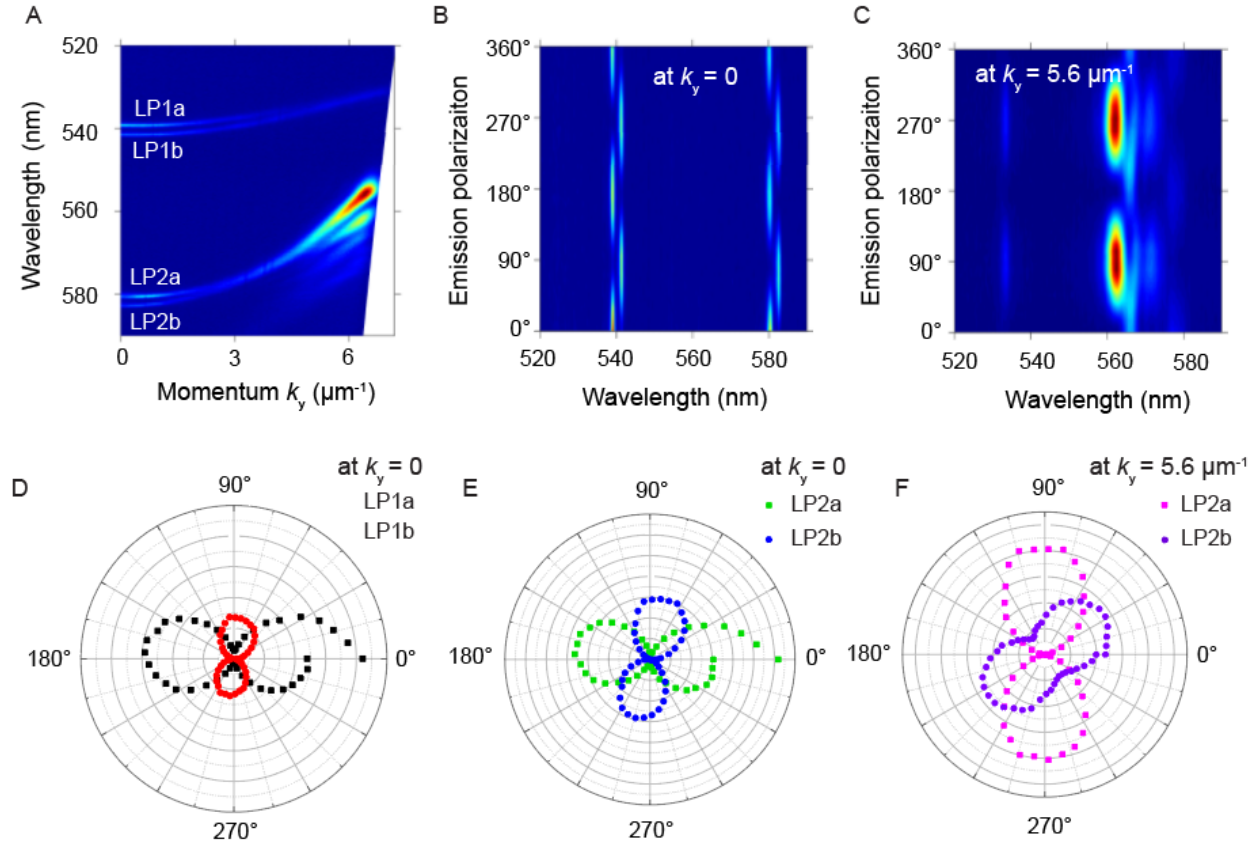 A
B
C
520
540
560
580
Wavelength (nm)
LP1a
LP1b
LP2a
LP2b
0
3
6
Momentum ky (µm-1)
at ky = 0
360°
270°
180°
90°
0°
Emission polarizaiton
520
540
560
580
Wavelength (nm)
at ky = 5.6 µm-1
360°
270°
180°
90°
0°
Emission polarizaiton
520
540
560
580
Wavelength (nm)
D
at ky = 0
LP1a
LP1b
90°
180°
0°
270°
E
at ky = 0
LP2a
LP2b
90°
180°
0°
270°
F
at ky = 5.6 µm-1
LP2a
LP2b
90°
180°
0°
270°